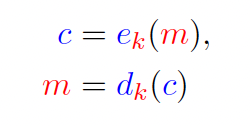 c = e_k(m),
m = d_k(c)